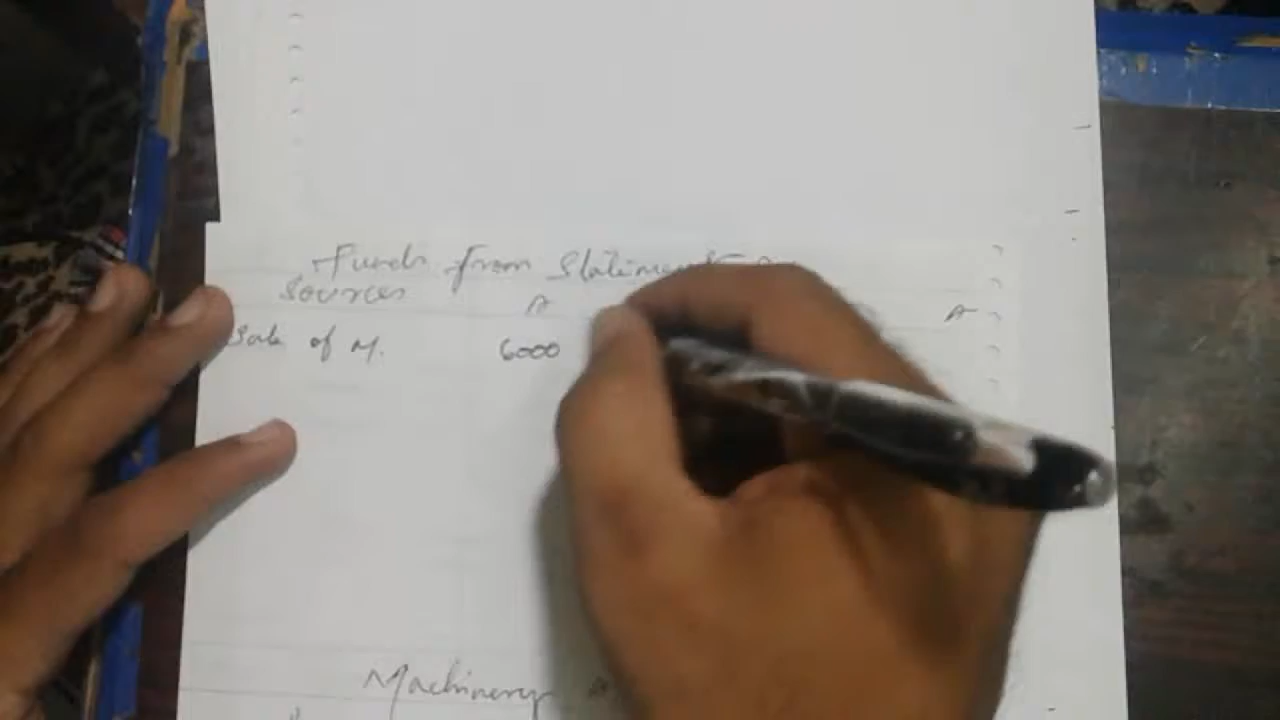 Funds from Statement
Sources
A A
Sale of M. 6000
Machinery A